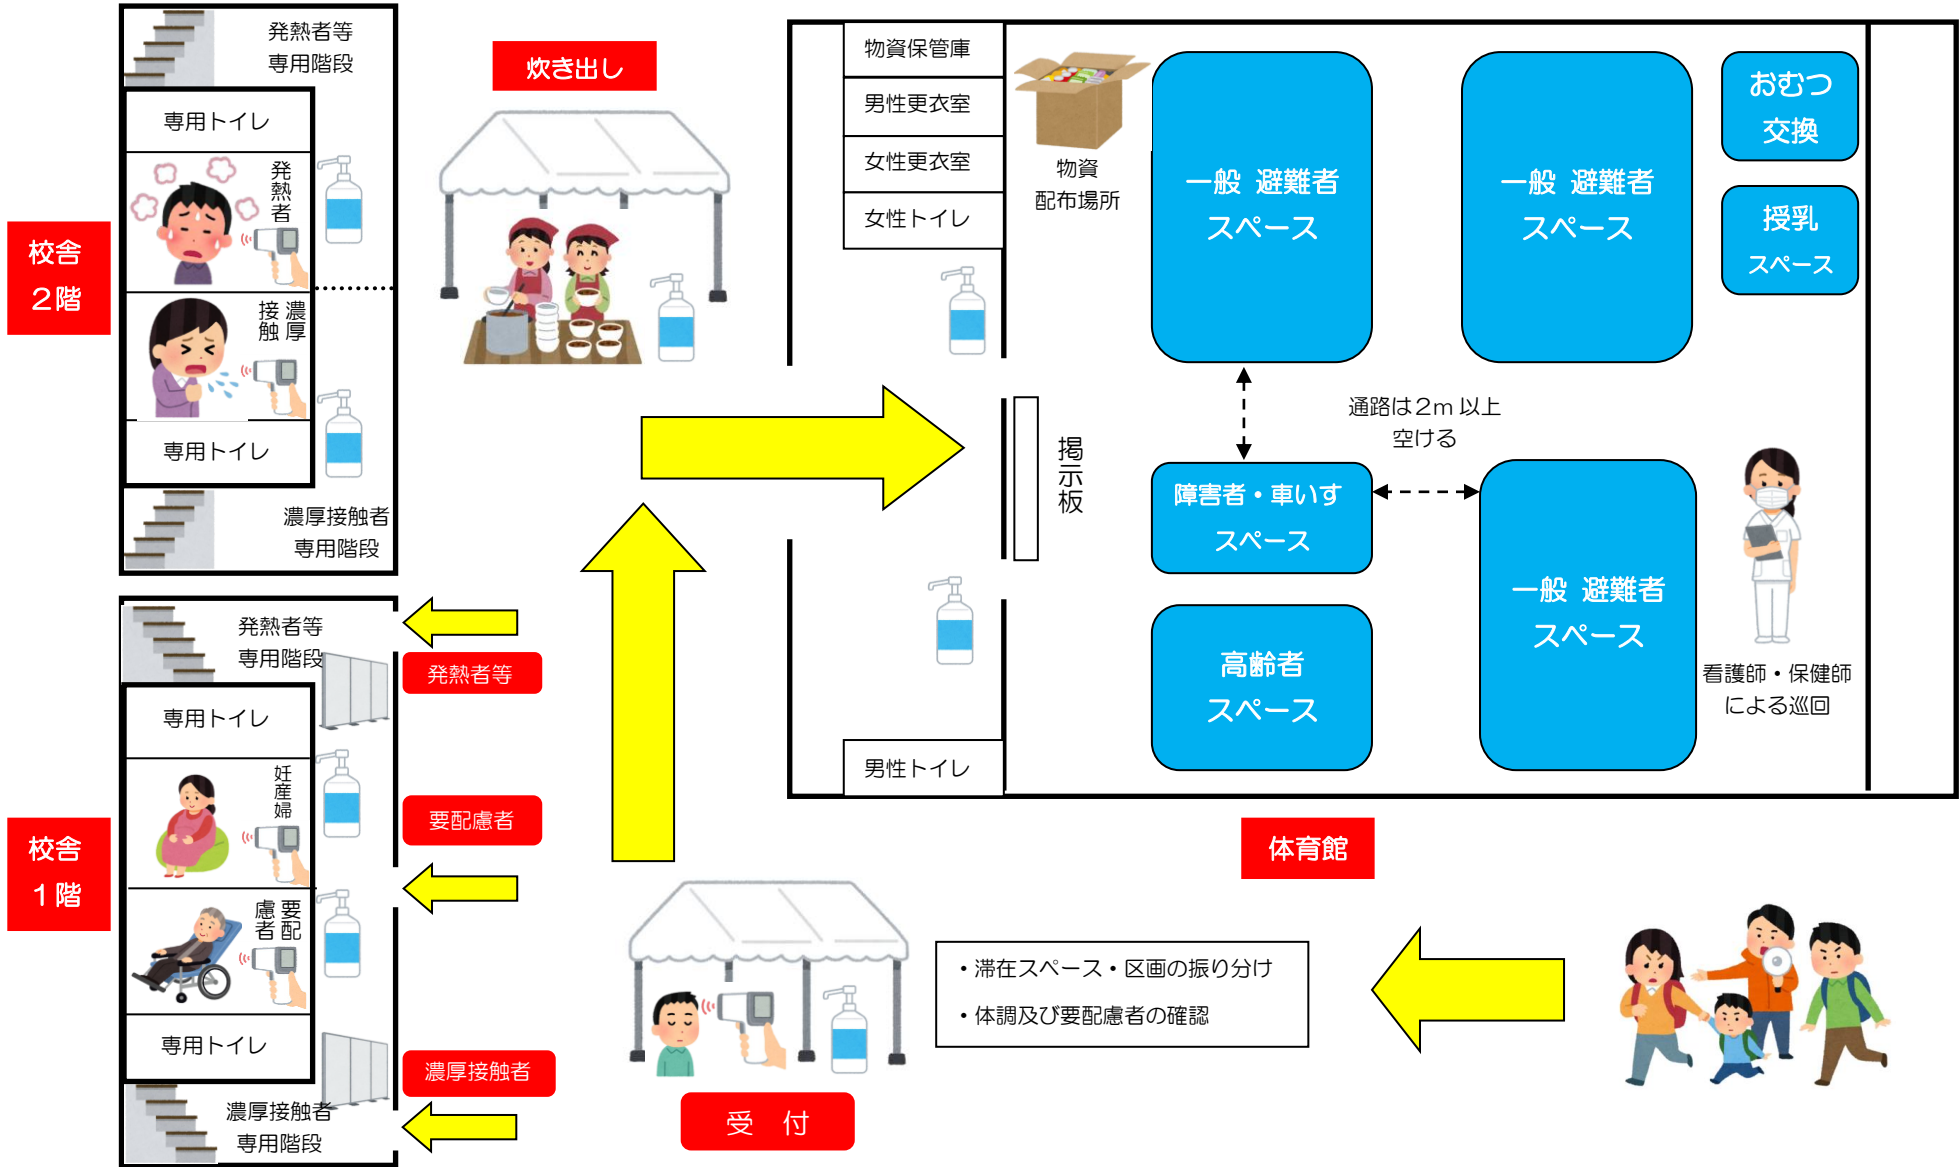 発熱者等
専用階段
専用トイレ
発熱者
濃厚
接触
専用トイレ
濃厚接触者
専用階段
校舎
2階
炊き出し
物資保管庫
男性更衣室
女性更衣室
女性トイレ
物資
配布場所
一般 避難者
スペース
一般 避難者
スペース
おむつ
交換
授乳
スペース
通路は2m 以上
空ける
掲示板
障害者・車いす
スペース
一般 避難者
スペース
高齢者
スペース
看護師・保健師
による巡回
男性トイレ
体育館
発熱者等
専用階段
発熱者等
専用トイレ
妊産婦
要配慮者
校舎
1階
要配
慮者
専用トイレ
濃厚接触者
濃厚接触者
専用階段
・滞在スペース・区画の振り分け
・体調及び要配慮者の確認
受 付